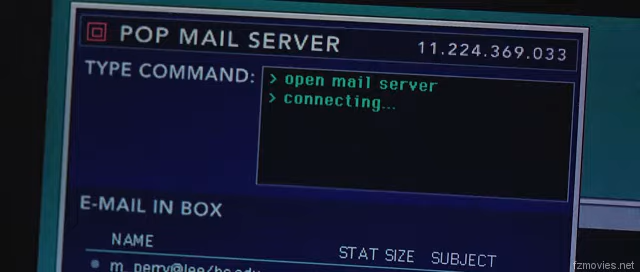 POP MAIL SERVER 11.224.369.033
TYPE COMMAND:
> open mail server
> connecting...
E-MAIL IN BOX
NAME STAT SIZE SUBJECT
fzmovies.net